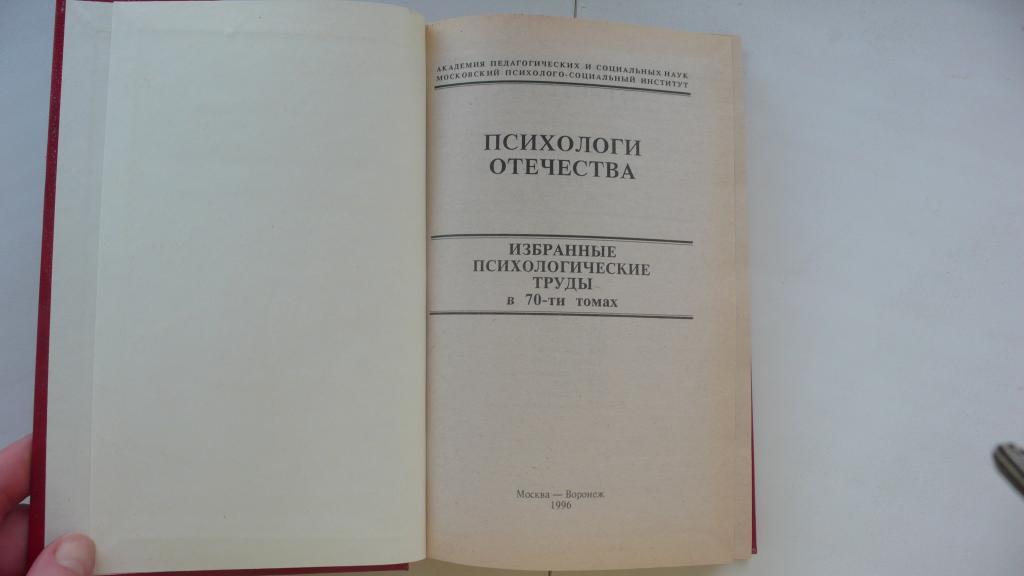 АКАДЕМИЯ ПЕДАГОГИЧЕСКИХ И СОЦИАЛЬНЫХ НАУК
МОСКОВСКИЙ ПСИХОЛОГО-СОЦИАЛЬНЫЙ ИНСТИТУТ
ПСИХОЛОГИ
ОТЕЧЕСТВА
ИЗБРАННЫЕ
ПСИХОЛОГИЧЕСКИЕ
ТРУДЫ
в 70-ти томах
Москва — Воронеж
1996